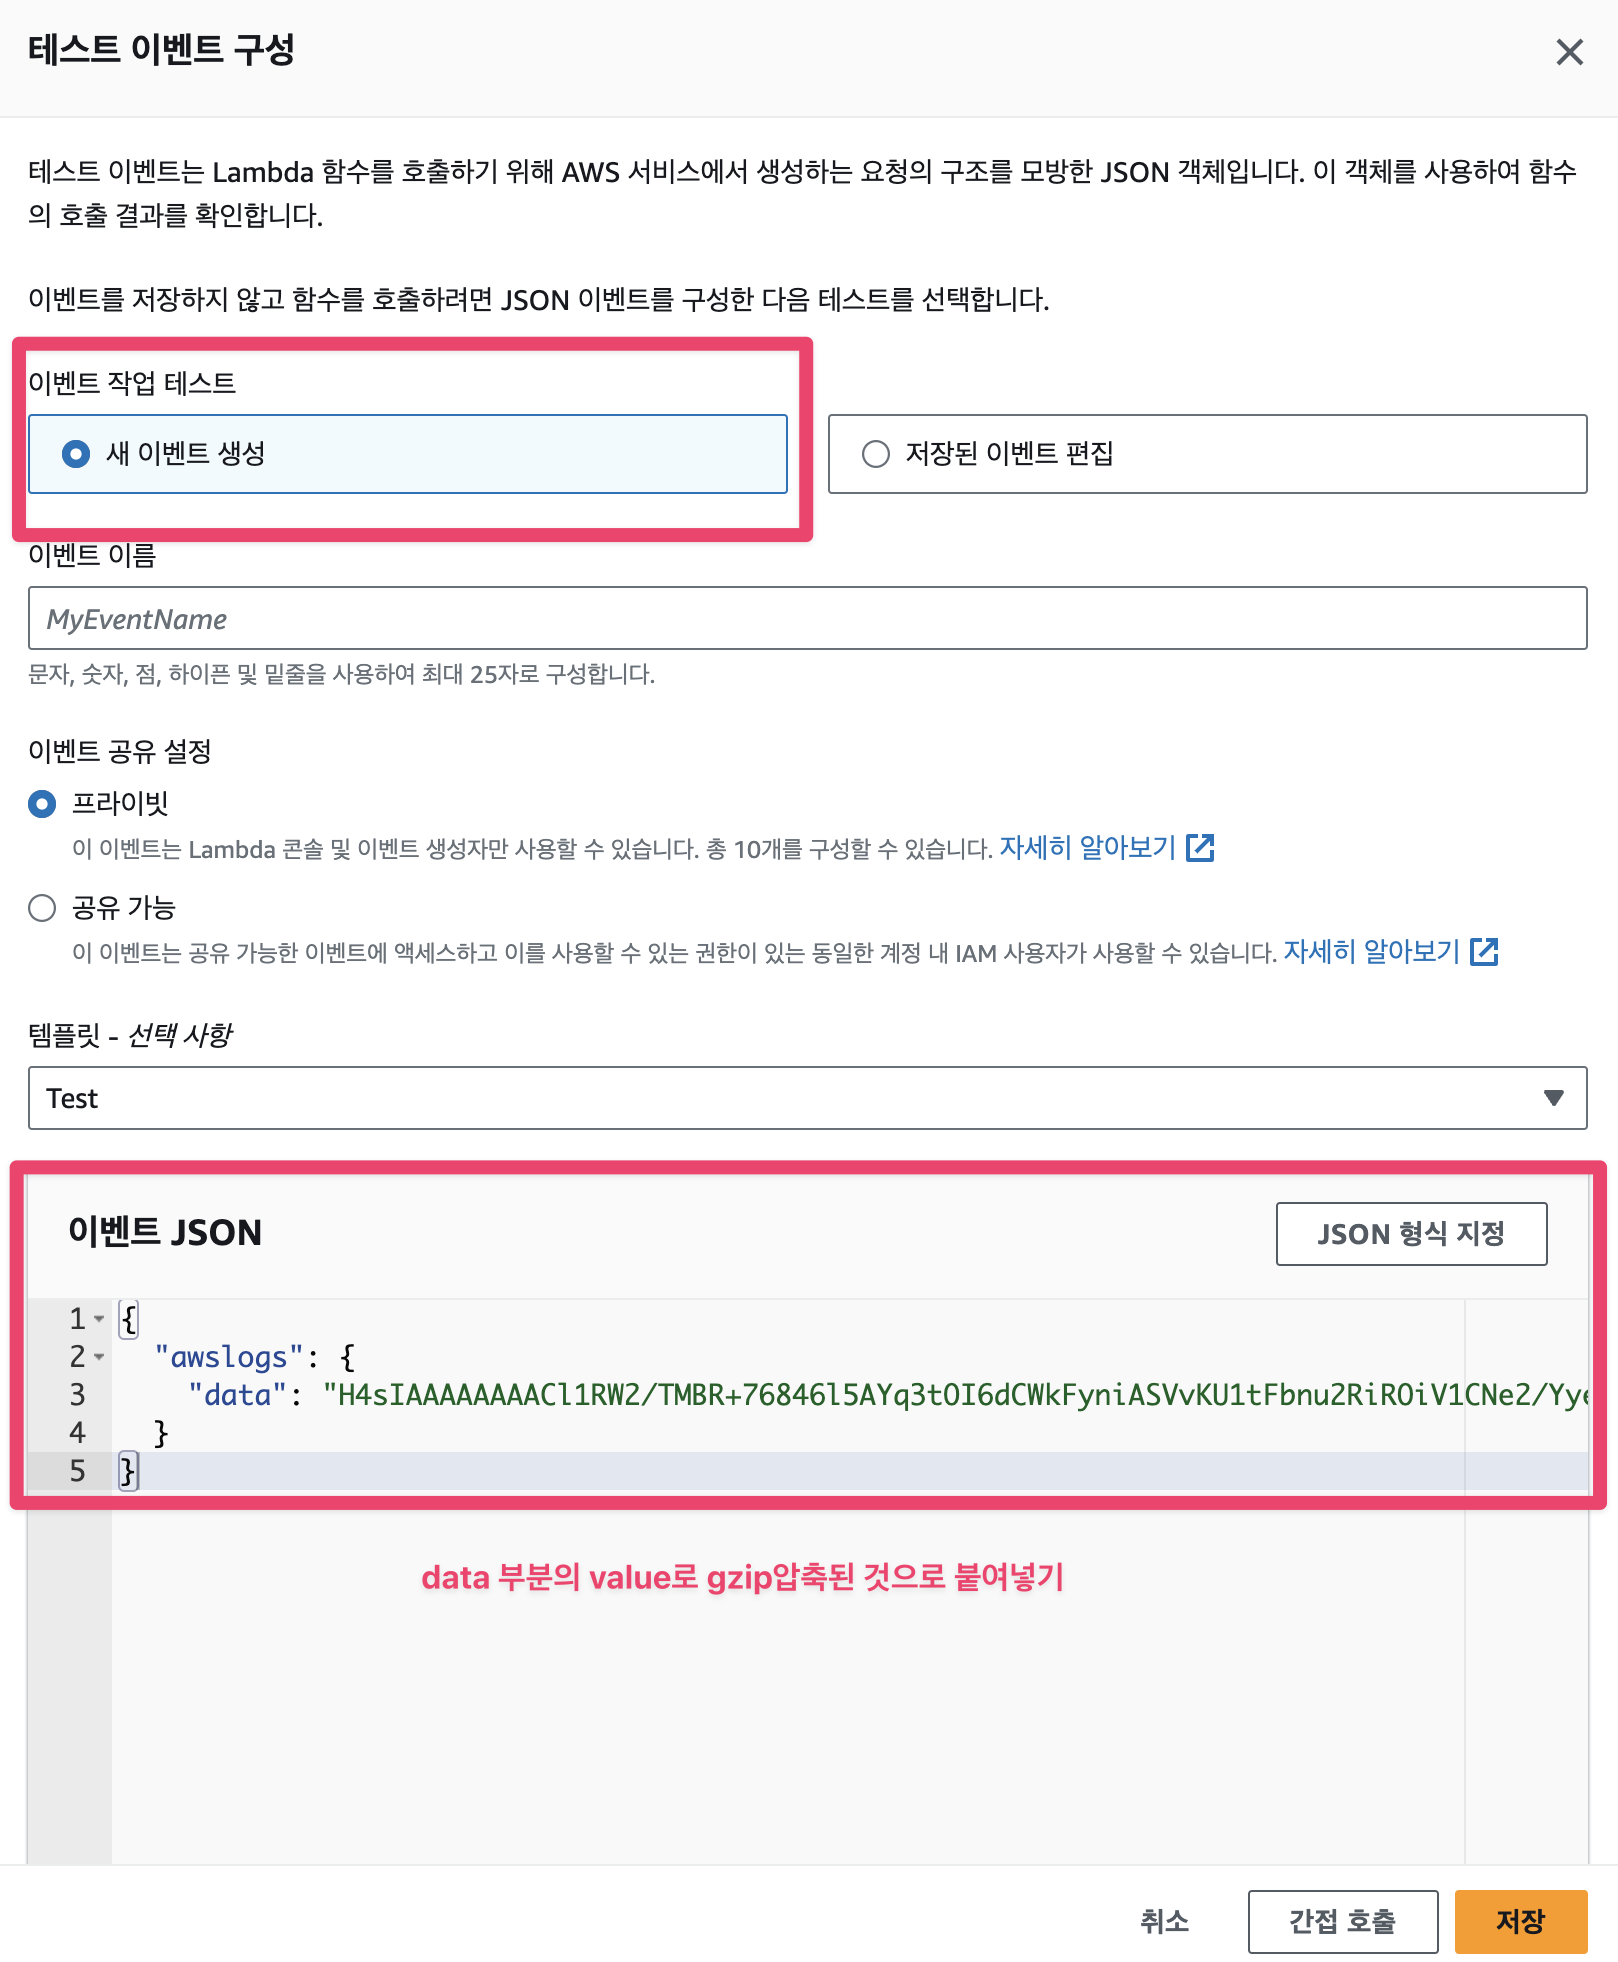 테스트 이벤트 구성
테스트 이벤트는 Lambda 함수를 호출하기 위해 AWS 서비스에서 생성하는 요청의 구조를 모방한 JSON 객체입니다. 이 객체를 사용하여 함수
의 호출 결과를 확인합니다.
이벤트를 저장하지 않고 함수를 호출하려면 JSON 이벤트를 구성한 다음 테스트를 선택합니다.
이벤트 작업 테스트
새 이벤트 생성
저장된 이벤트 편집
이벤트 이름
MyEventName
문자, 숫자, 점, 하이픈 및 밑줄을 사용하여 최대 25자로 구성합니다.
이벤트 공유 설정
프라이빗
이 이벤트는 Lambda 콘솔 및 이벤트 생성자만 사용할 수 있습니다. 총 10개를 구성할 수 있습니다. 자세히 알아보기
공유 가능
이 이벤트는 공유 가능한 이벤트에 액세스하고 이를 사용할 수 있는 권한이 있는 동일한 계정 내 IAM 사용자가 사용할 수 있습니다. 자세히 알아보기
템플릿 - 선택 사항
Test
이벤트 JSON
JSON 형식 지정
1 {
2 "awslogs": {
3 "data": "H4sIAAAAAAAACl1RW2/TMBR+76846l5AYq3tOI6dCWkFyniASVvKU1tFbnu2RiROiV1CNe2/Yye
4 }
5 }
data 부분의 value로 gzip압축된 것으로 붙여넣기
취소
간접 호출
저장